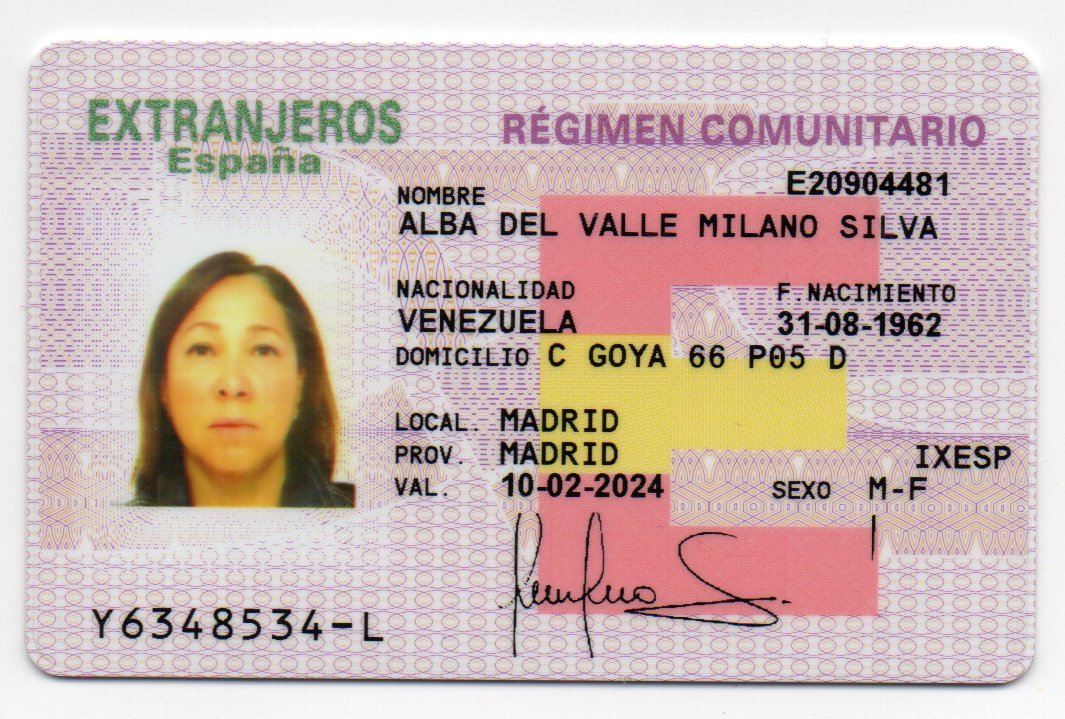 EXTRANJEROS
España
RÉGIMEN COMUNITARIO
E20904481
NOMBRE
ALBA DEL VALLE MILANO SILVA
NACIONALIDAD
VENEZUELA
F.NACIMIENTO
31-08-1962
DOMICILIO C GOYA 66 P05 D
LOCAL. MADRID
PROV. MADRID
IXESP
VAL. 10-02-2024
SEXO M-F
Y6348534-L